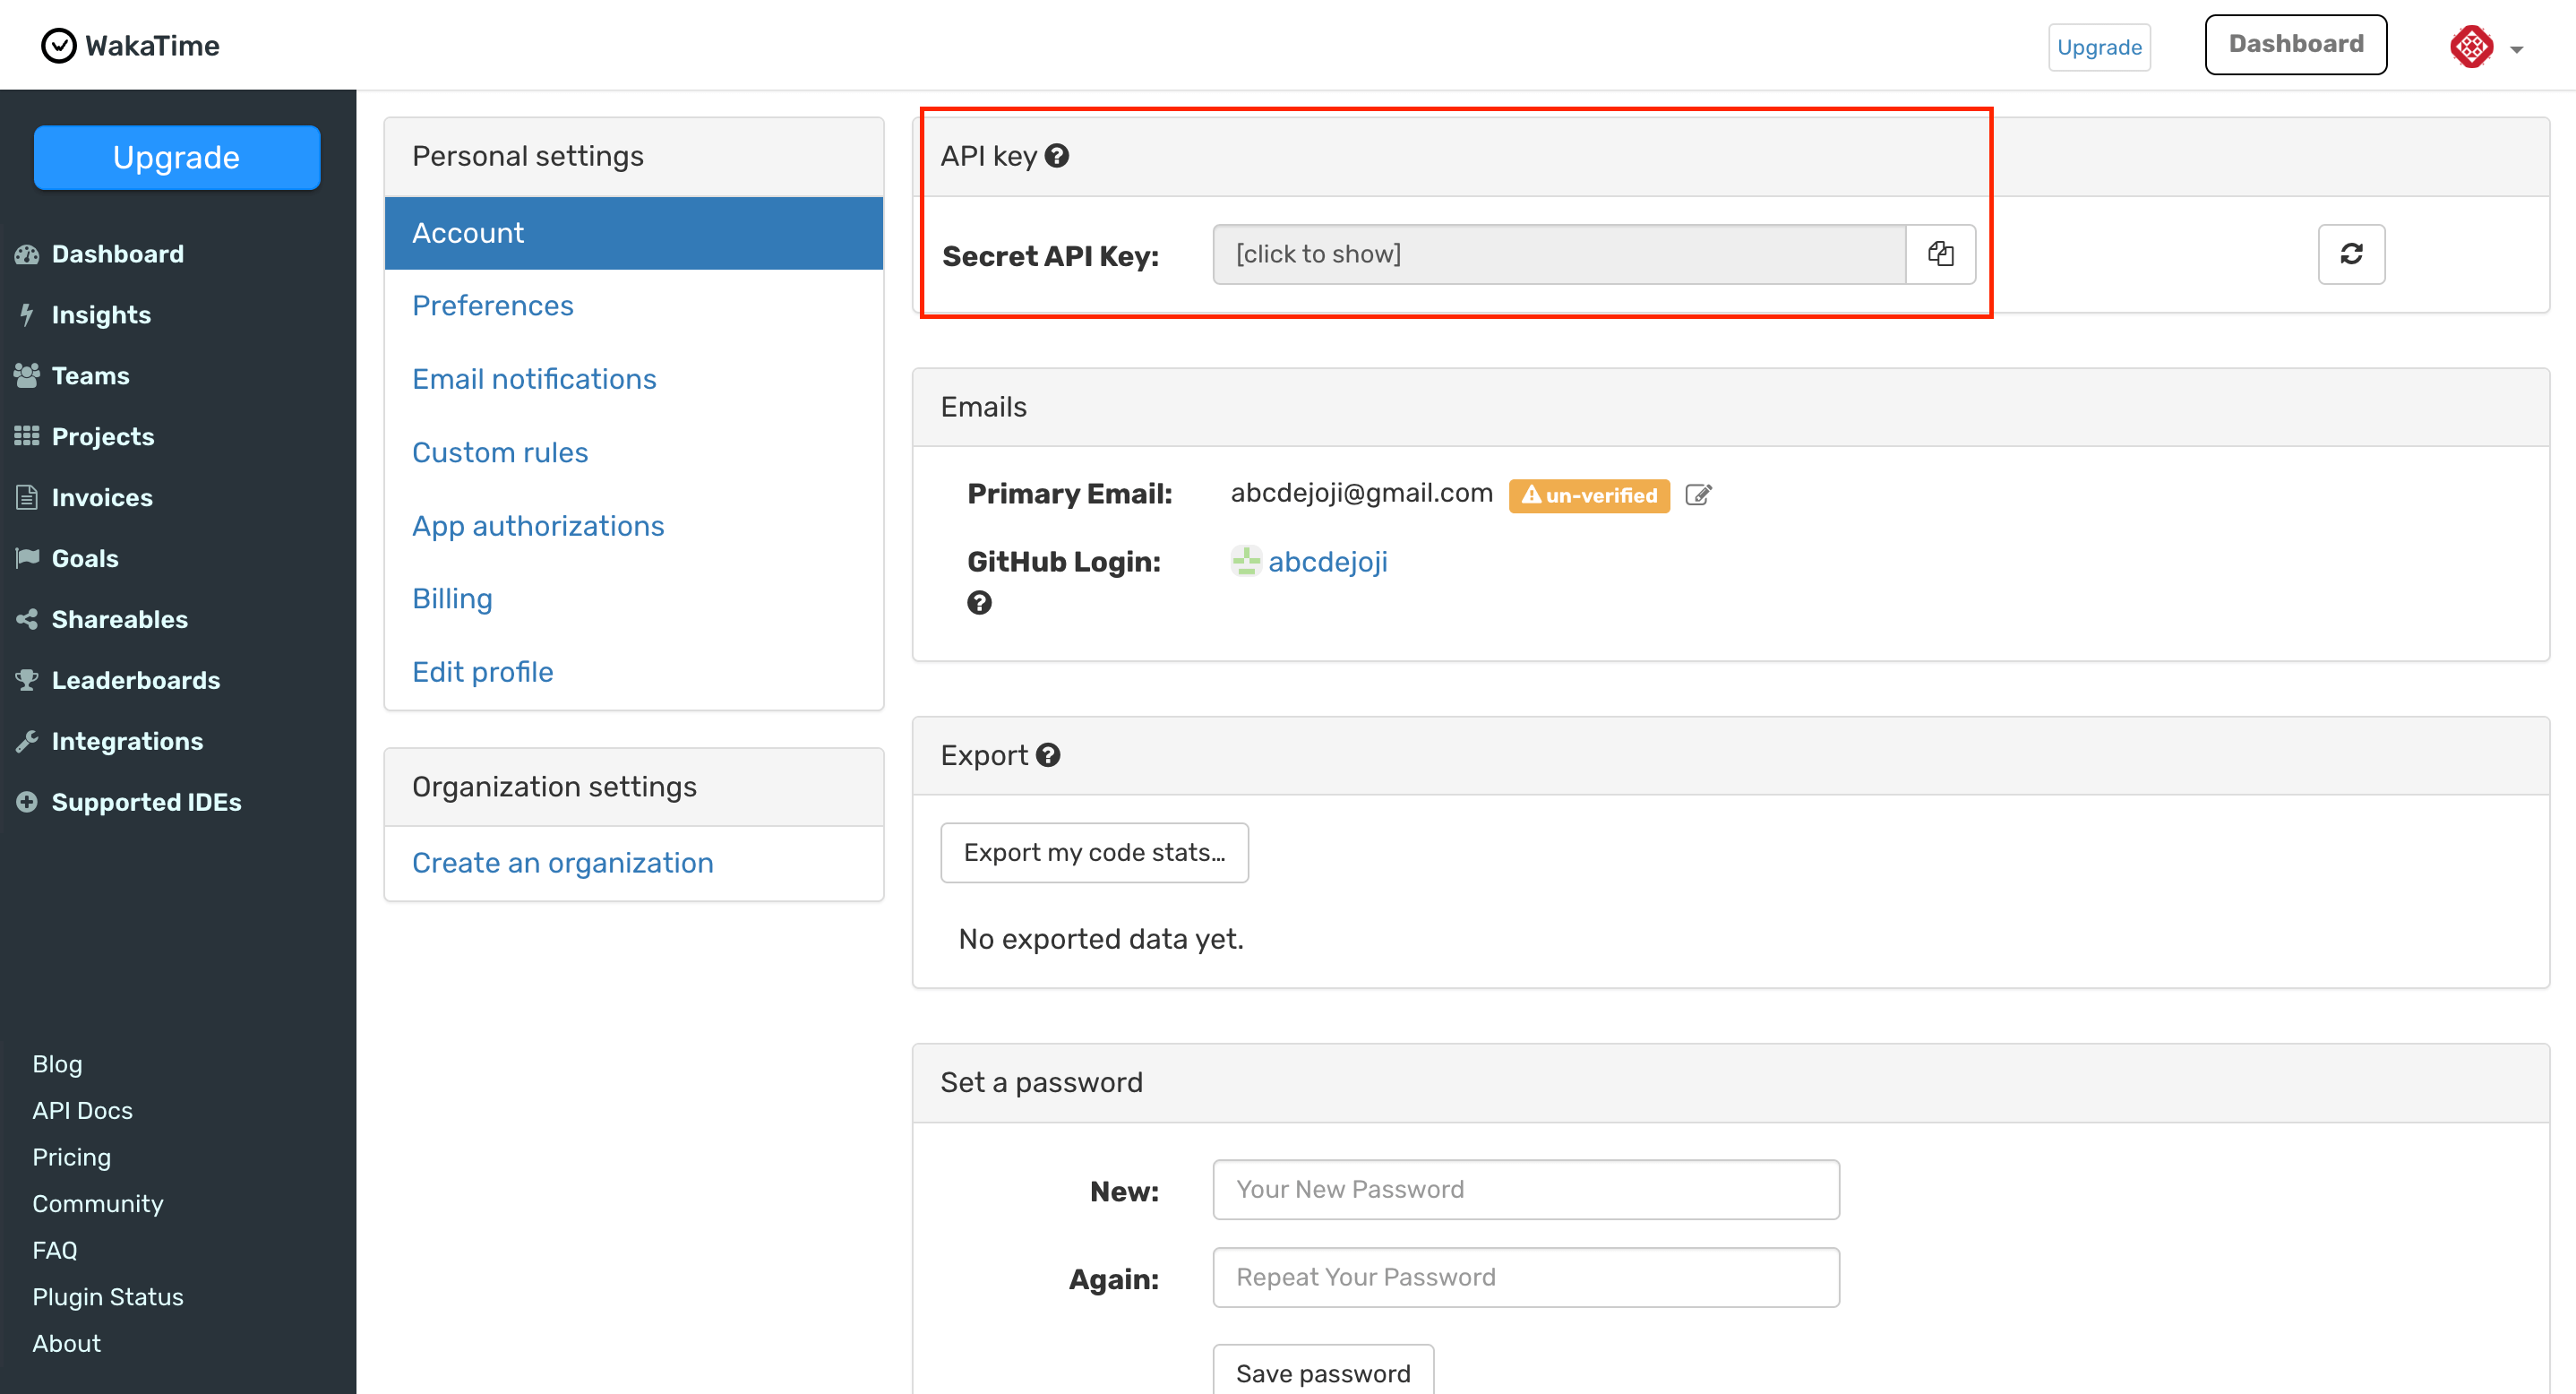 WakaTime
Upgrade
Dashboard
Upgrade
Dashboard
Insights
Teams
Projects
Invoices
Goals
Shareables
Leaderboards
Integrations
Supported IDEs
Blog
API Docs
Pricing
Community
FAQ
Plugin Status
About
Personal settings
Account
Preferences
Email notifications
Custom rules
App authorizations
Billing
Edit profile
Organization settings
Create an organization
API key
Secret API Key: [click to show]
Emails
Primary Email: abcdejoji@gmail.com un-verified
GitHub Login: abcdejoji
Export
Export my code stats...
No exported data yet.
Set a password
New: Your New Password
Again: Repeat Your Password
Save password